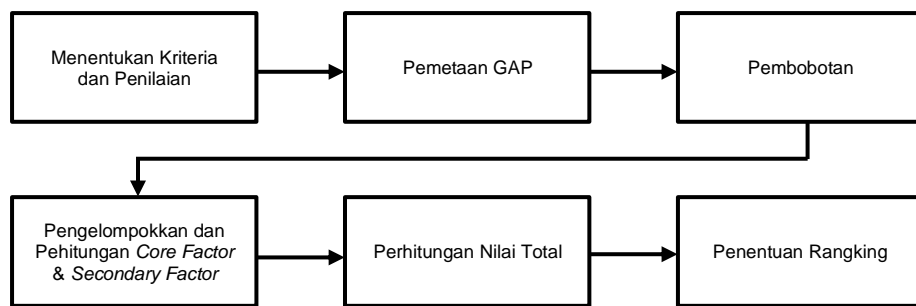 Menentukan Kriteria
dan Penilaian
Pemetaan GAP
Pembobotan
Pengelompokkan dan
Pehitungan Core Factor
& Secondary Factor
Perhitungan Nilai Total
Penentuan Rangking